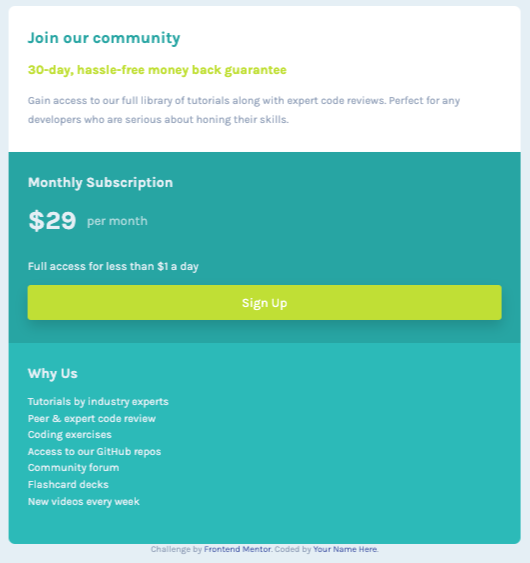 Join our community
30-day, hassle-free money back guarantee
Gain access to our full library of tutorials along with expert code reviews. Perfect for any
developers who are serious about honing their skills.
Monthly Subscription
$29 per month
Full access for less than $1 a day
Sign Up
Why Us
Tutorials by industry experts
Peer & expert code review
Coding exercises
Access to our GitHub repos
Community forum
Flashcard decks
New videos every week
Challenge by Frontend Mentor. Coded by Your Name Here.